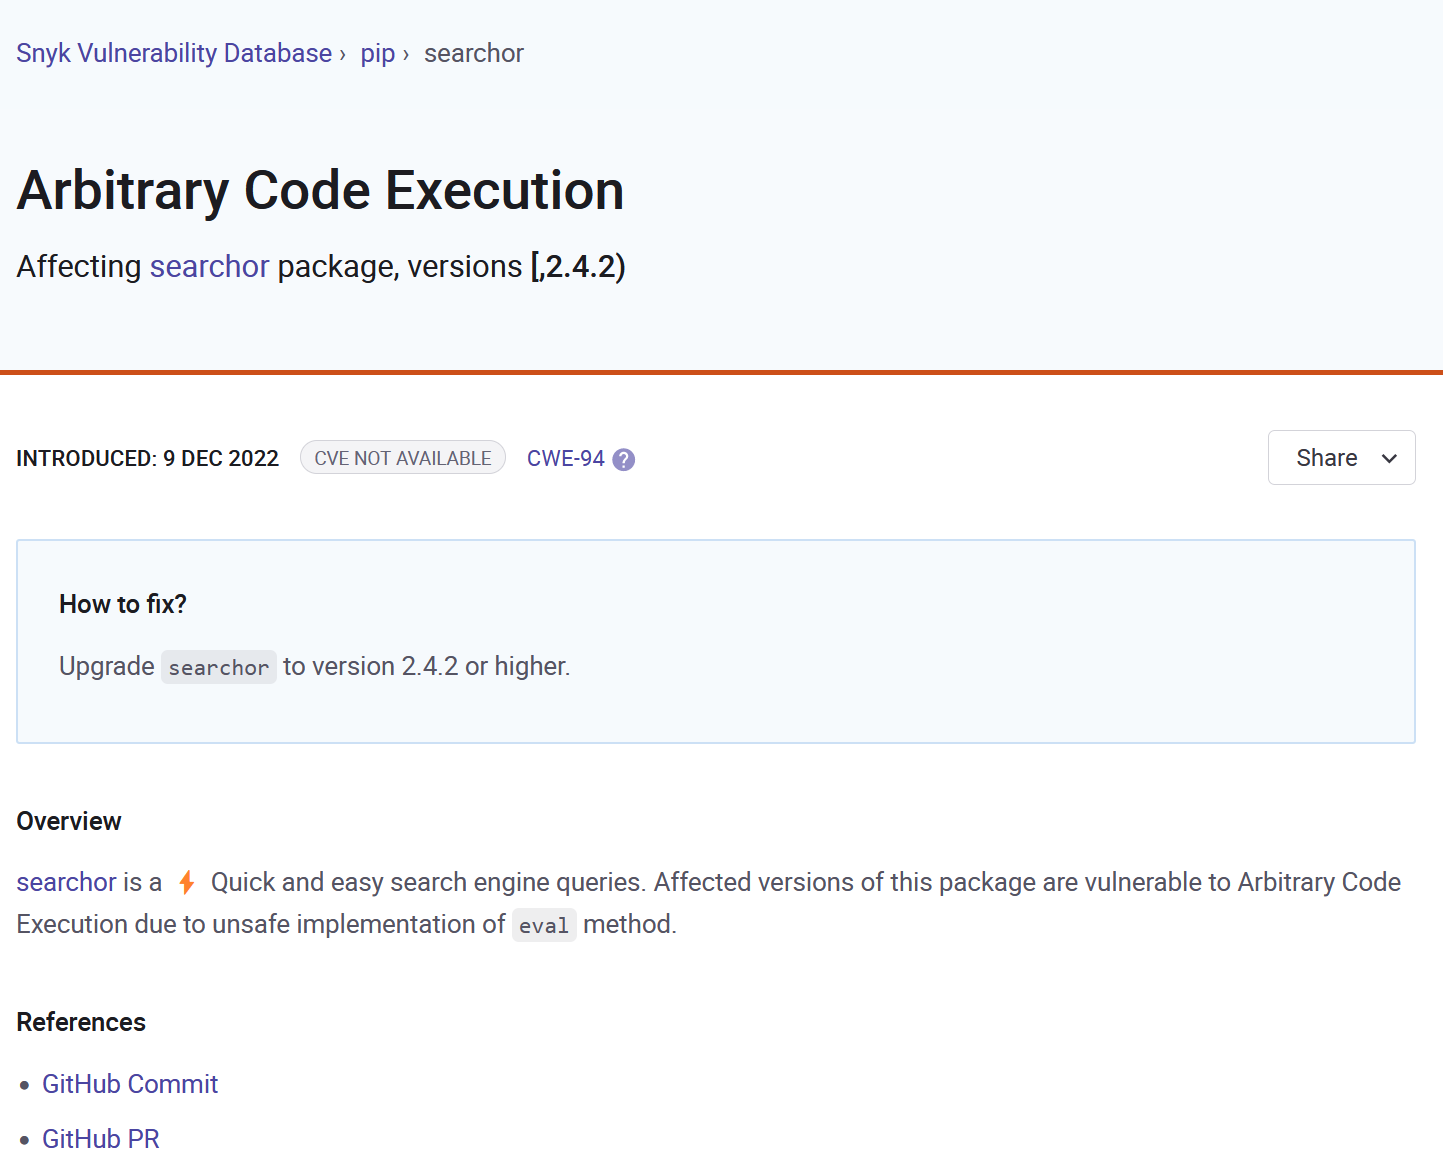 Snyk Vulnerability Database › pip › searchor
Arbitrary Code Execution
Affecting searchor package, versions [,2.4.2)
INTRODUCED: 9 DEC 2022 CVE NOT AVAILABLE CWE-94 ? Share
How to fix?
Upgrade searchor to version 2.4.2 or higher.
Overview
searchor is a ⚡ Quick and easy search engine queries. Affected versions of this package are vulnerable to Arbitrary Code
Execution due to unsafe implementation of eval method.
References
• GitHub Commit
• GitHub PR